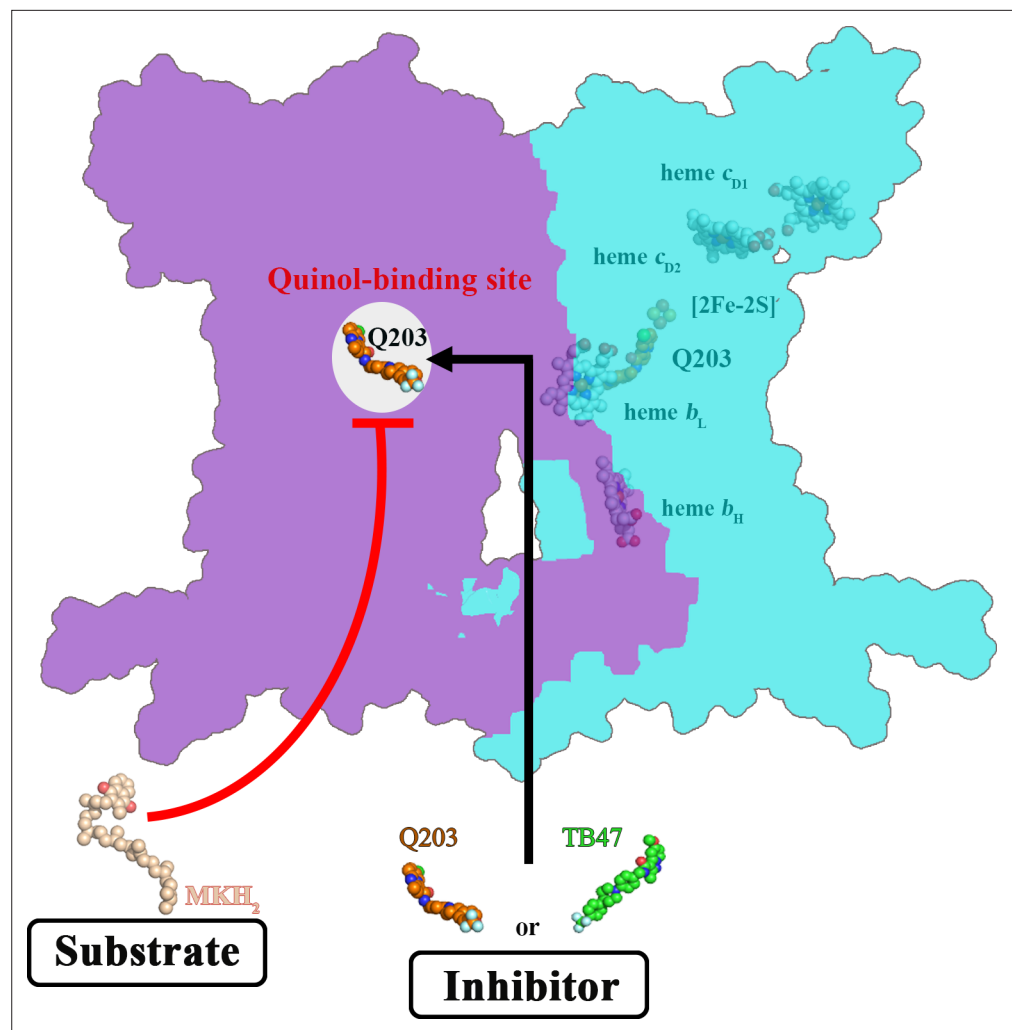 heme cD1
heme cD2
Quinol-binding site
[2Fe-2S]
Q203
Q203
heme bL
heme bH
Q203
TB47
MKH₂
or
Substrate
Inhibitor